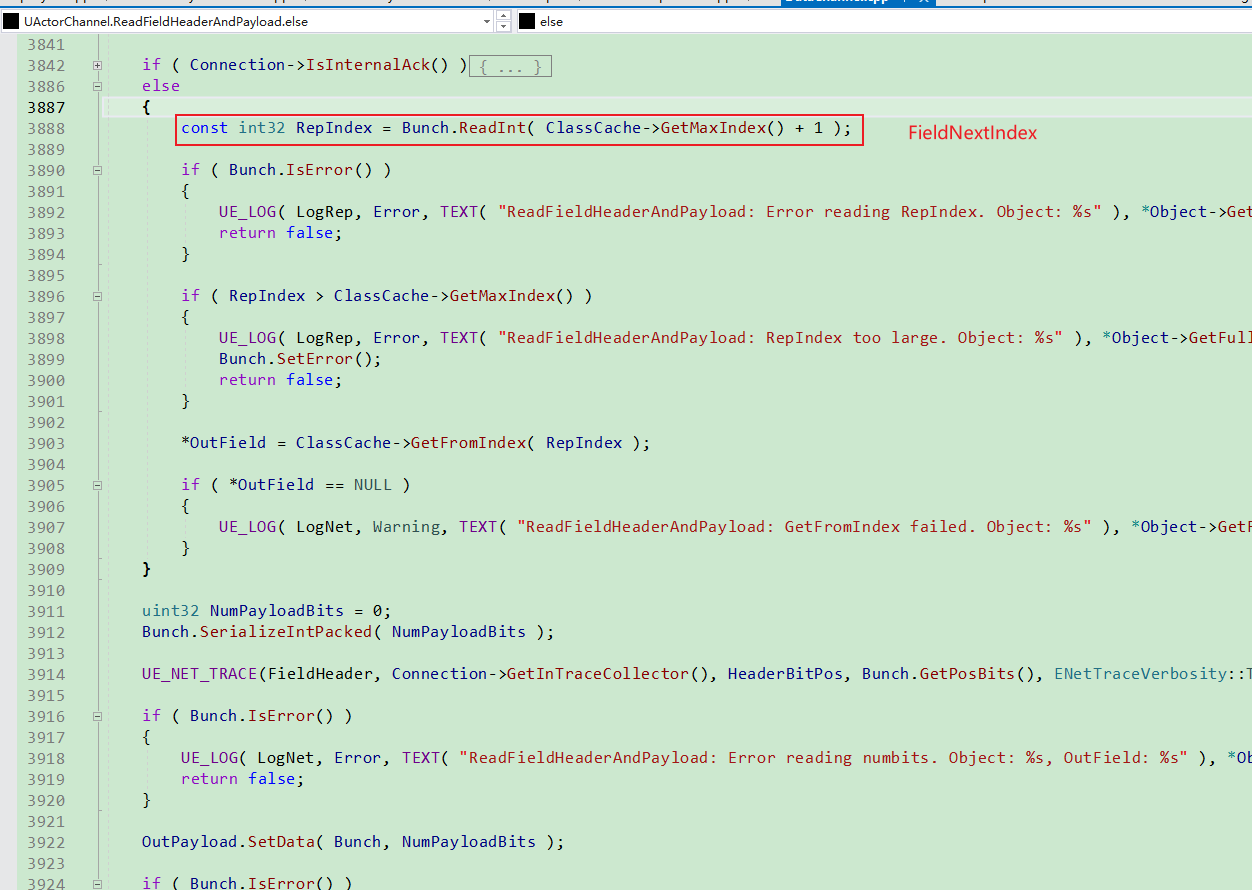 UActorChannel.ReadFieldHeaderAndPayload.else else
3841
3842 if ( Connection->IsInternalAck() ) { ... }
3886 else
3887 {
3888 const int32 RepIndex = Bunch.ReadInt( ClassCache->GetMaxIndex() + 1 ); FieldNextIndex
3889
3890 if ( Bunch.IsError() )
3891 {
3892 UE_LOG( LogRep, Error, TEXT( "ReadFieldHeaderAndPayload: Error reading RepIndex. Object: %s" ), *Object->Get
3893 return false;
3894 }
3895
3896 if ( RepIndex > ClassCache->GetMaxIndex() )
3897 {
3898 UE_LOG( LogRep, Error, TEXT( "ReadFieldHeaderAndPayload: RepIndex too large. Object: %s" ), *Object->GetFull
3899 Bunch.SetError();
3900 return false;
3901 }
3902
3903 *OutField = ClassCache->GetFromIndex( RepIndex );
3904
3905 if ( *OutField == NULL )
3906 {
3907 UE_LOG( LogNet, Warning, TEXT( "ReadFieldHeaderAndPayload: GetFromIndex failed. Object: %s" ), *Object->GetF
3908 }
3909 }
3910
3911 uint32 NumPayloadBits = 0;
3912 Bunch.SerializeIntPacked( NumPayloadBits );
3913
3914 UE_NET_TRACE(FieldHeader, Connection->GetInTraceCollector(), HeaderBitPos, Bunch.GetPosBits(), ENetTraceVerbosity::T
3915
3916 if ( Bunch.IsError() )
3917 {
3918 UE_LOG( LogNet, Error, TEXT( "ReadFieldHeaderAndPayload: Error reading numbits. Object: %s, OutField: %s" ), *Ob
3919 return false;
3920 }
3921
3922 OutPayload.SetData( Bunch, NumPayloadBits );
3923
3924 if ( Bunch.IsError() )